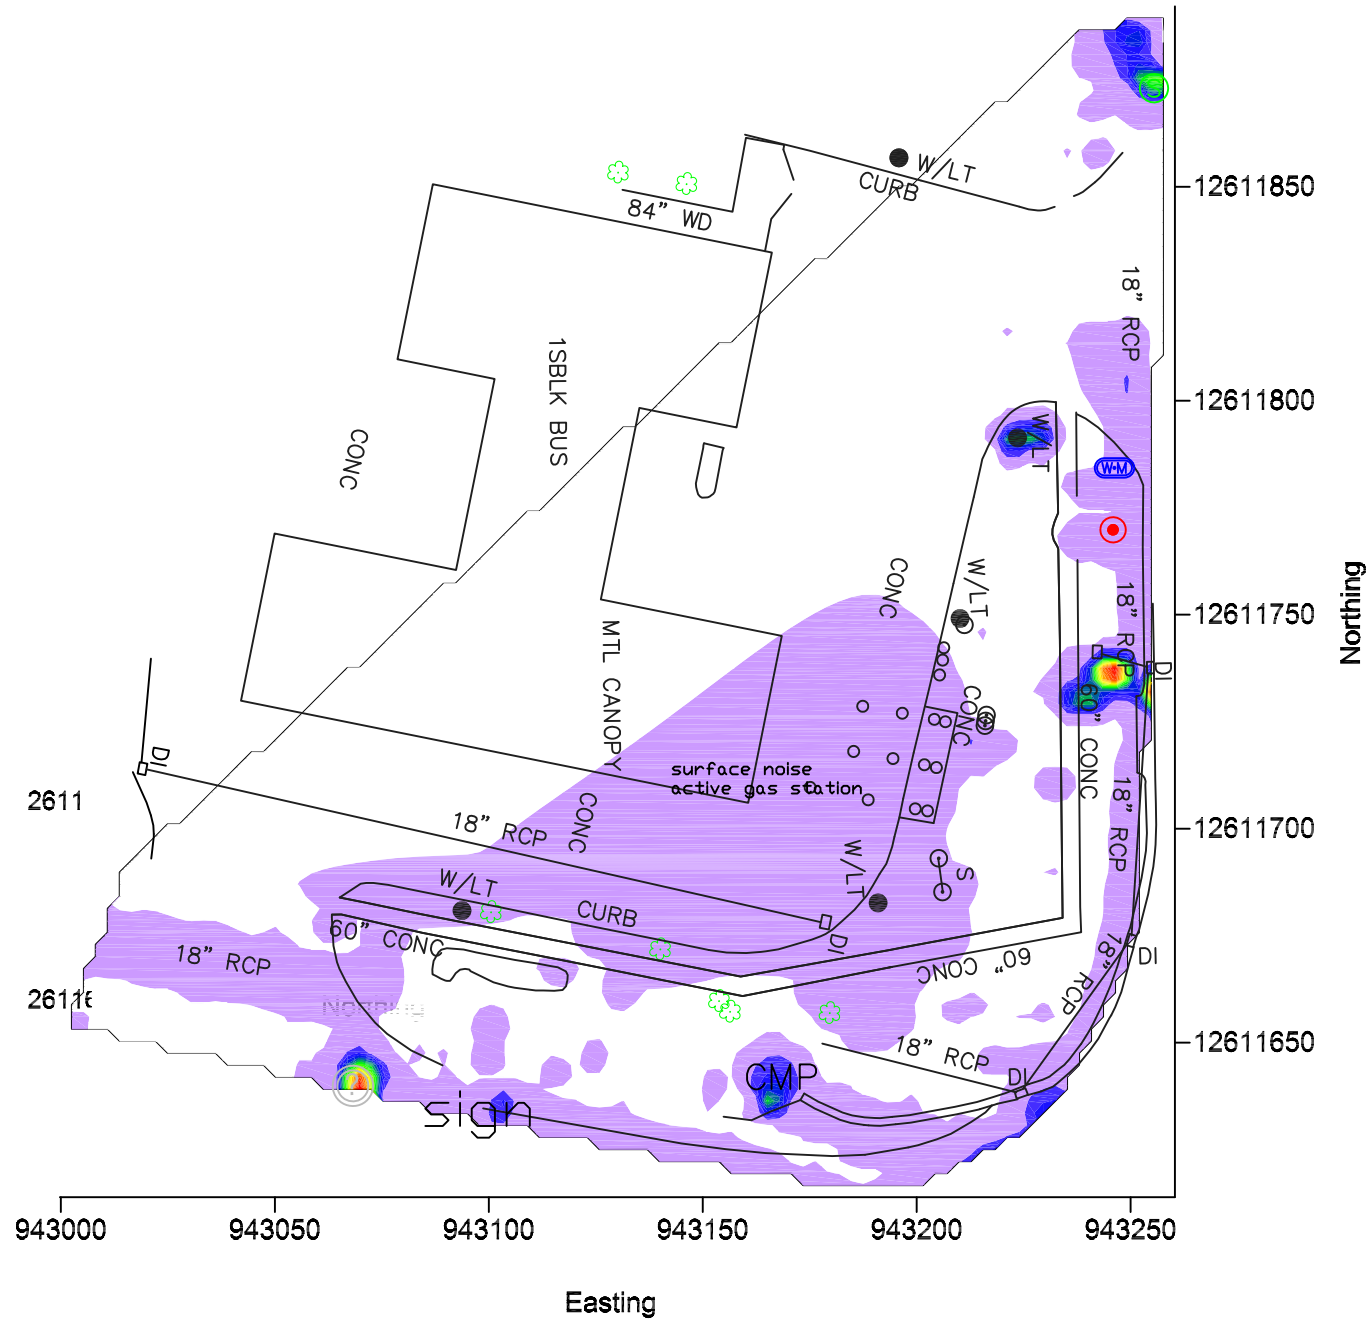 W/LT
CURB
12611850
84” WD
18” RCP
1SBLK BUS
12611800
W/LT
CONC
W•M
CONC
W/LT
Northing
12611750
18” RCP
MTL CANOPY
DI
CONC
60” CONC
DI
surface noise
active gas station
2611
CONC
18” RCP
18” RCP
12611700
W/LT
W/LT
S
CURB
60” CONC
DI
18” RCP
60” CONC
DI
18” RCP
2611
Northing
12611650
18” RCP
CMP
DI
sign
943000
943050
943100
943150
943200
943250
Easting